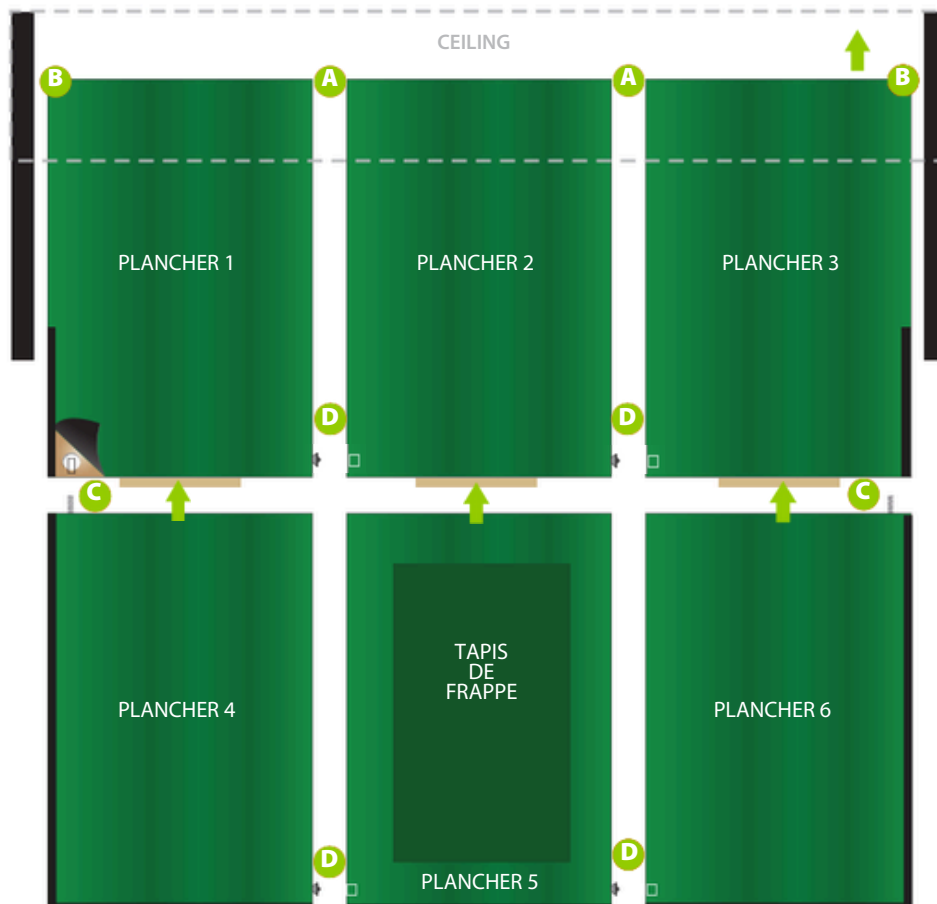 CEILING
B
A
A
B
PLANCHER 1
PLANCHER 2
PLANCHER 3
D
D
C
C
TAPIS
DE
FRAPPE
PLANCHER 4
PLANCHER 6
D
D
PLANCHER 5